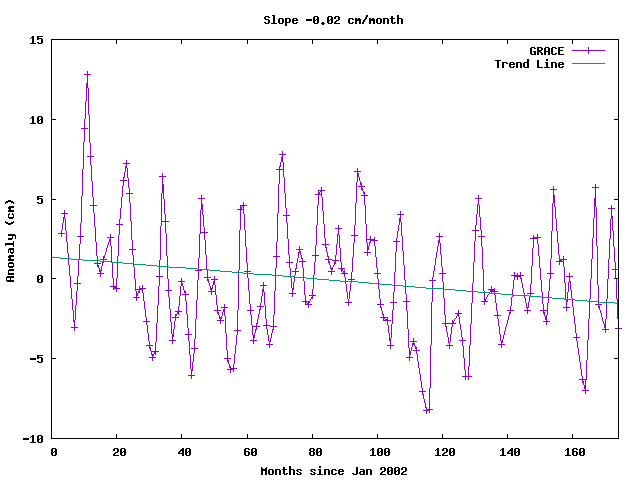 Slope -0.02 cm/month
GRACE
Trend Line
15
10
5
0
-5
-10
Anomaly (cm)
0 20 40 60 80 100 120 140 160
Months since Jan 2002